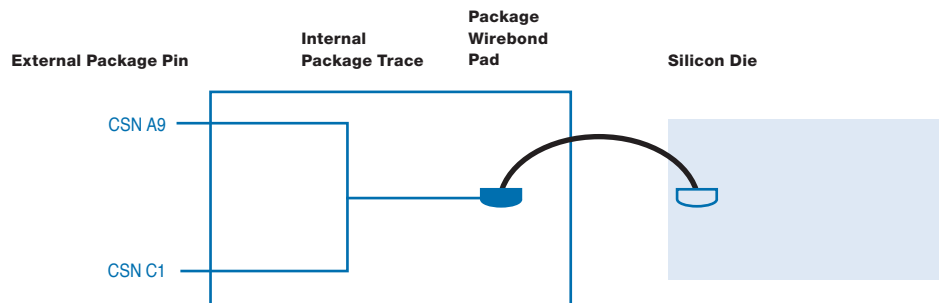 External Package Pin
Internal
Package Trace
Package
Wirebond
Pad
Silicon Die
CSN A9
CSN C1